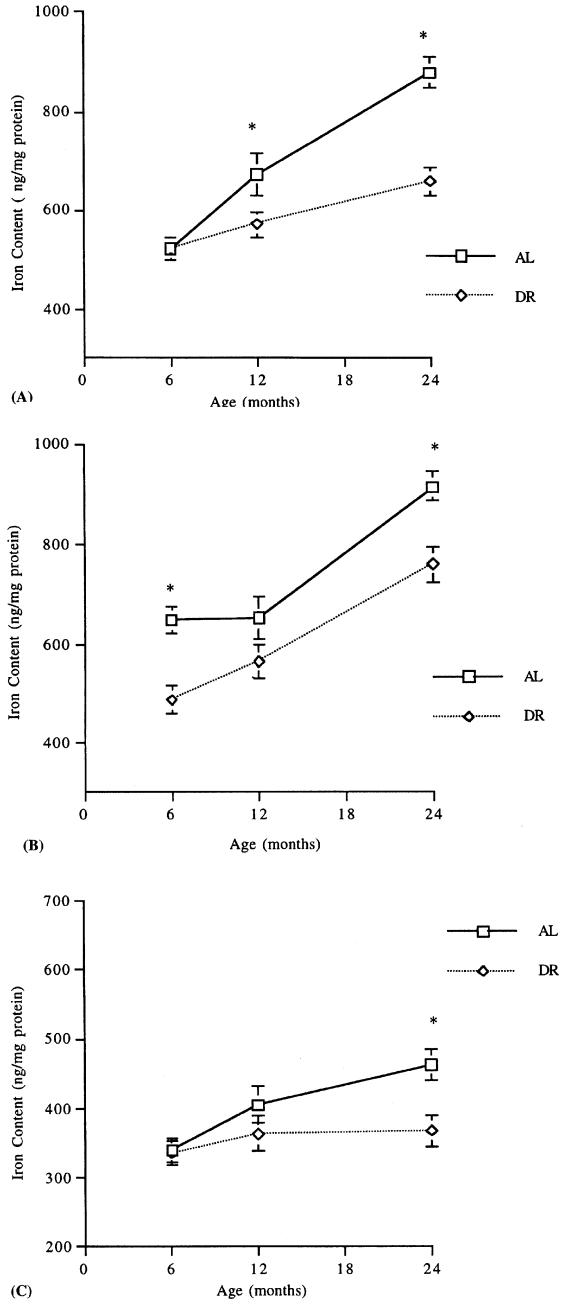 1000
*
*
800
Iron Content ( ng/mg protein)
600
AL
DR
400
0 6 12 18 24
(A)
Age (months)
1000
*
800
*
Iron Content (ng/mg protein)
600
AL
DR
400
0 6 12 18 24
(B)
Age (months)
700
AL
DR
600
*
500
Iron Content (ng/mg protein)
400
300
200
0 6 12 18 24
(C)
Age (months)